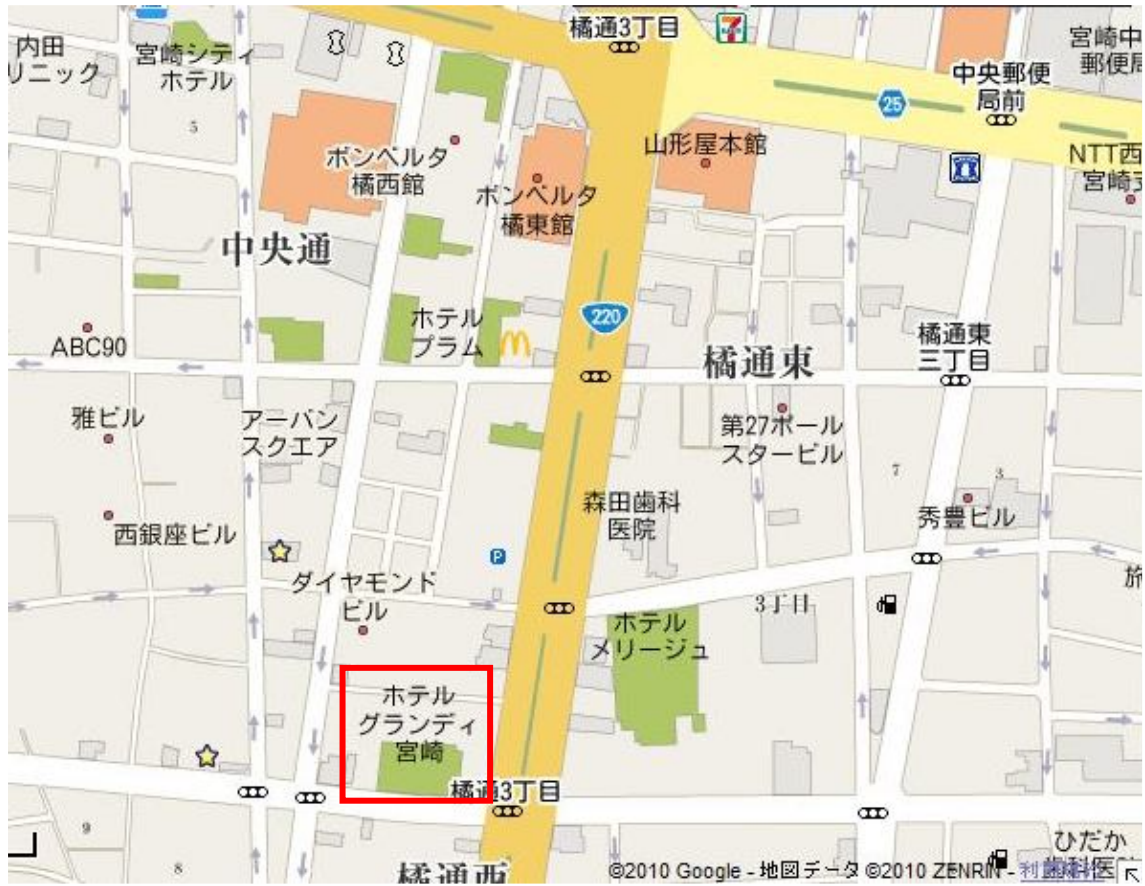 橘通3丁目
内田
リニック
宮崎シティ
ホテル
宮崎中
郵便局
中央郵便
局前
25
5
ボンベルタ
橘西館
ボンベルタ
橘東館
山形屋本館
NTT西
宮崎支
中央通
220
ホテル
プラム
ABC90
橘通東
橘通東
三丁目
雅ビル
アーバン
スクエア
第27ポール
スタービル
7
3
森田歯科
医院
秀豊ビル
西銀座ビル
P
ダイヤモンド
ビル
旅
3丁目
ホテル
メリージュ
ホテル
グランディ
宮崎
橘通3丁目
9
8
橘通西
ひだか
©2010 Google - 地図データ ©2010 ZENRIN -